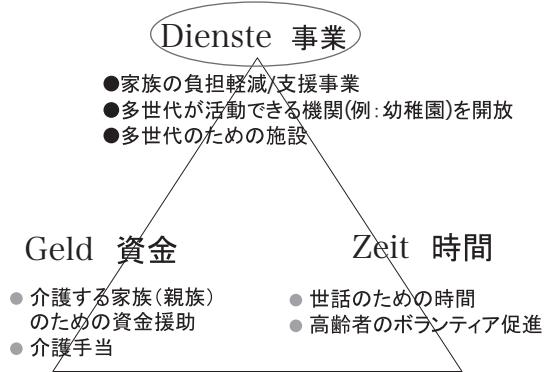 Dienste 事業
●家族の負担軽減/支援事業
●多世代が活動できる機関(例:幼稚園)を開放
●多世代のための施設
Geld 資金
● 介護する家族(親族)
のための資金援助
● 介護手当
Zeit 時間
● 世話のための時間
● 高齢者のボランティア促進